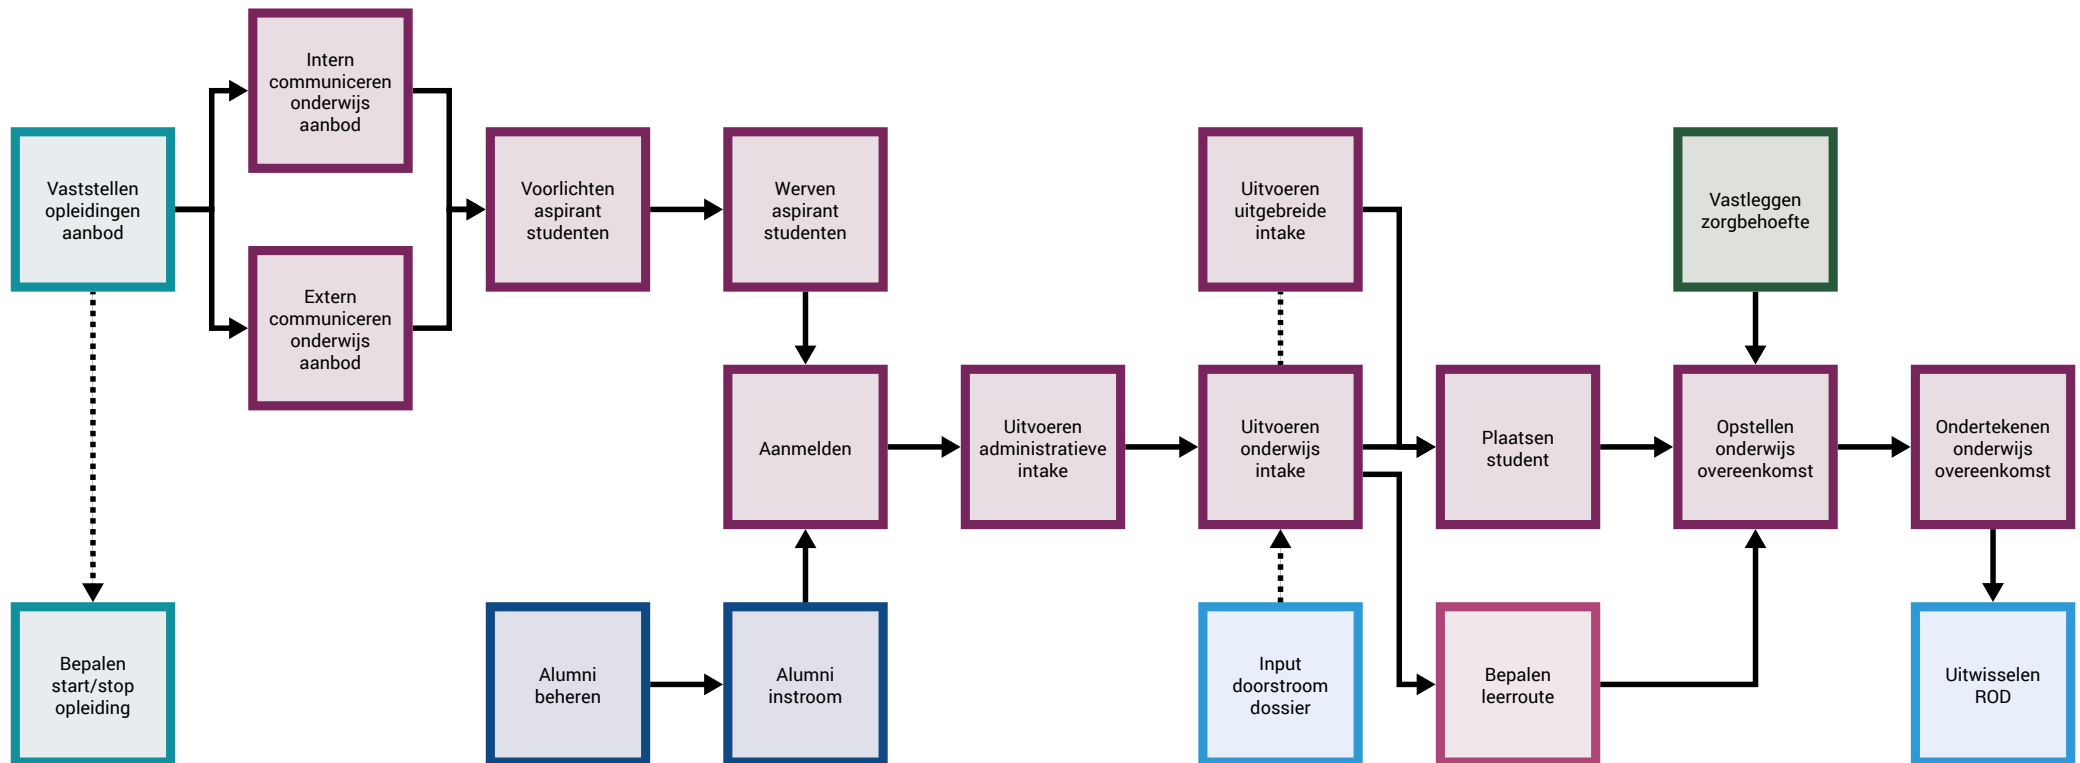 Intern
communiceren
onderwijs
aanbod
Vaststellen
opleidingen
aanbod
Voorlichten
aspirant
studenten
Werven
aspirant
studenten
Uitvoeren
uitgebreide
intake
Vastleggen
zorgbehoefte
Extern
communiceren
onderwijs
aanbod
Aanmelden
Uitvoeren
administratieve
intake
Uitvoeren
onderwijs
intake
Plaatsen
student
Opstellen
onderwijs
overeenkomst
Ondertekenen
onderwijs
overeenkomst
Bepalen
start/stop
opleiding
Alumni
beheren
Alumni
instroom
Input
doorstroom
dossier
Bepalen
leerroute
Uitwisselen
ROD